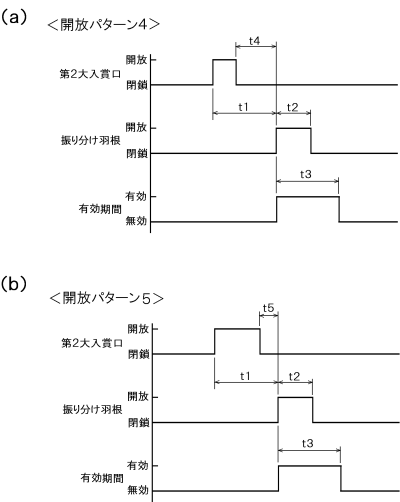 (a)
＜開放パターン4＞
t4
開放
第2大入賞口
閉鎖
t1
t2
開放
振り分け羽根
閉鎖
t3
有効
有効期間
無効
(b)
＜開放パターン5＞
t5
開放
第2大入賞口
閉鎖
t1
t2
開放
振り分け羽根
閉鎖
t3
有効
有効期間
無効